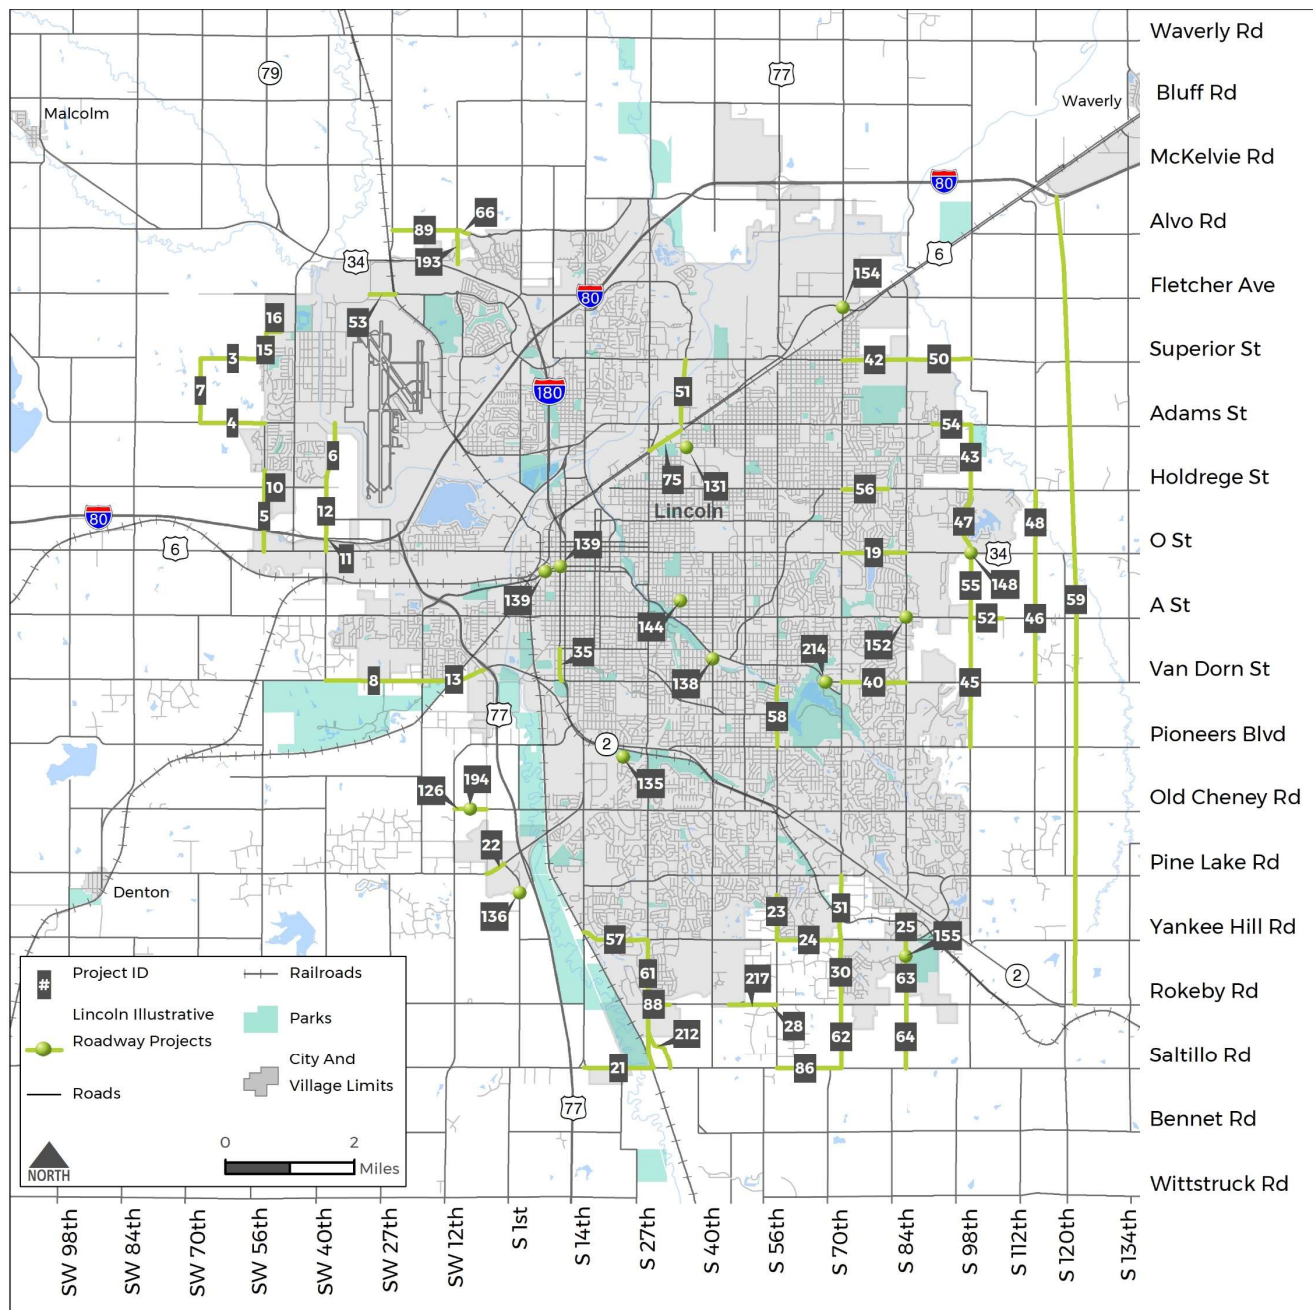 Waverly Rd
79
77
Bluff Rd
Waverly
Malcolm
McKelvie Rd
80
66
Alvo Rd
89
193
34
6
154
Fletcher Ave
80
16
53
15
3
Superior St
42
50
7
180
51
4
Adams St
54
6
43
75
131
Holdrege St
10
56
12
Lincoln
80
5
47
48
6
O St
139
19
34
11
148
55
139
59
A St
144
52
46
152
35
214
Van Dorn St
8
13
138
40
45
77
58
Pioneers Blvd
2
194
135
126
Old Cheney Rd
22
Pine Lake Rd
Denton
23
31
136
25
Yankee Hill Rd
57
24
155
#
Project ID
Railroads
61
217
30
63
2
Rokeby Rd
88
Lincoln Illustrative
Roadway Projects
Parks
28
212
62
64
Saltillo Rd
City And
Village Limits
21
86
Roads
77
Bennet Rd
0
2
Miles
NORTH
Wittstruck Rd
SW 98th
SW 84th
SW 70th
SW 56th
SW 40th
SW 27th
SW 12th
S 1st
S 14th
S 27th
S 40th
S 56th
S 70th
S 84th
S 98th
S 112th
S 120th
S 134th